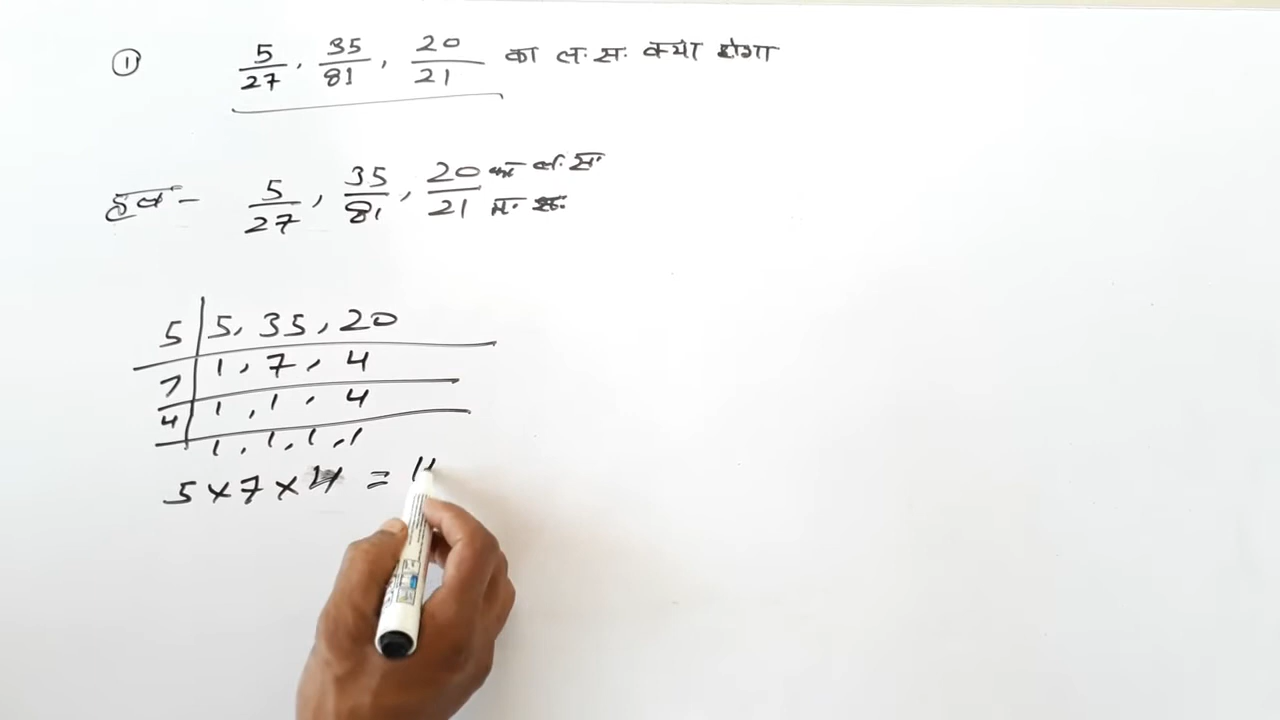 ① 5/27, 35/81, 20/21 का ल. स. क्या होगा
हल- 5/27, 35/81, 20/21 का ल. स. म. स.
5 | 5, 35, 20
7 | 1, 7, 4
4 | 1, 1, 4
1, 1, 1, 1
5 × 7 × 4 =